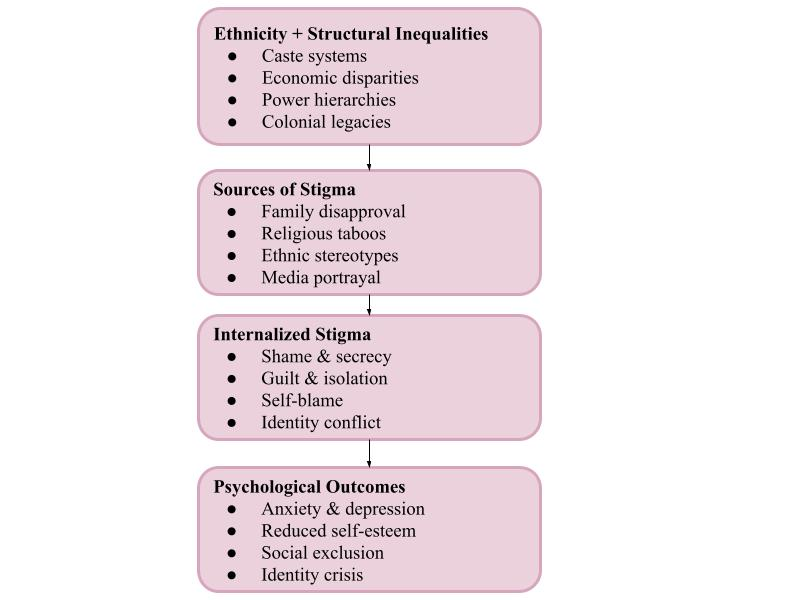 Ethnicity + Structural Inequalities
● Caste systems
● Economic disparities
● Power hierarchies
● Colonial legacies
Sources of Stigma
● Family disapproval
● Religious taboos
● Ethnic stereotypes
● Media portrayal
Internalized Stigma
● Shame & secrecy
● Guilt & isolation
● Self-blame
● Identity conflict
Psychological Outcomes
● Anxiety & depression
● Reduced self-esteem
● Social exclusion
● Identity crisis